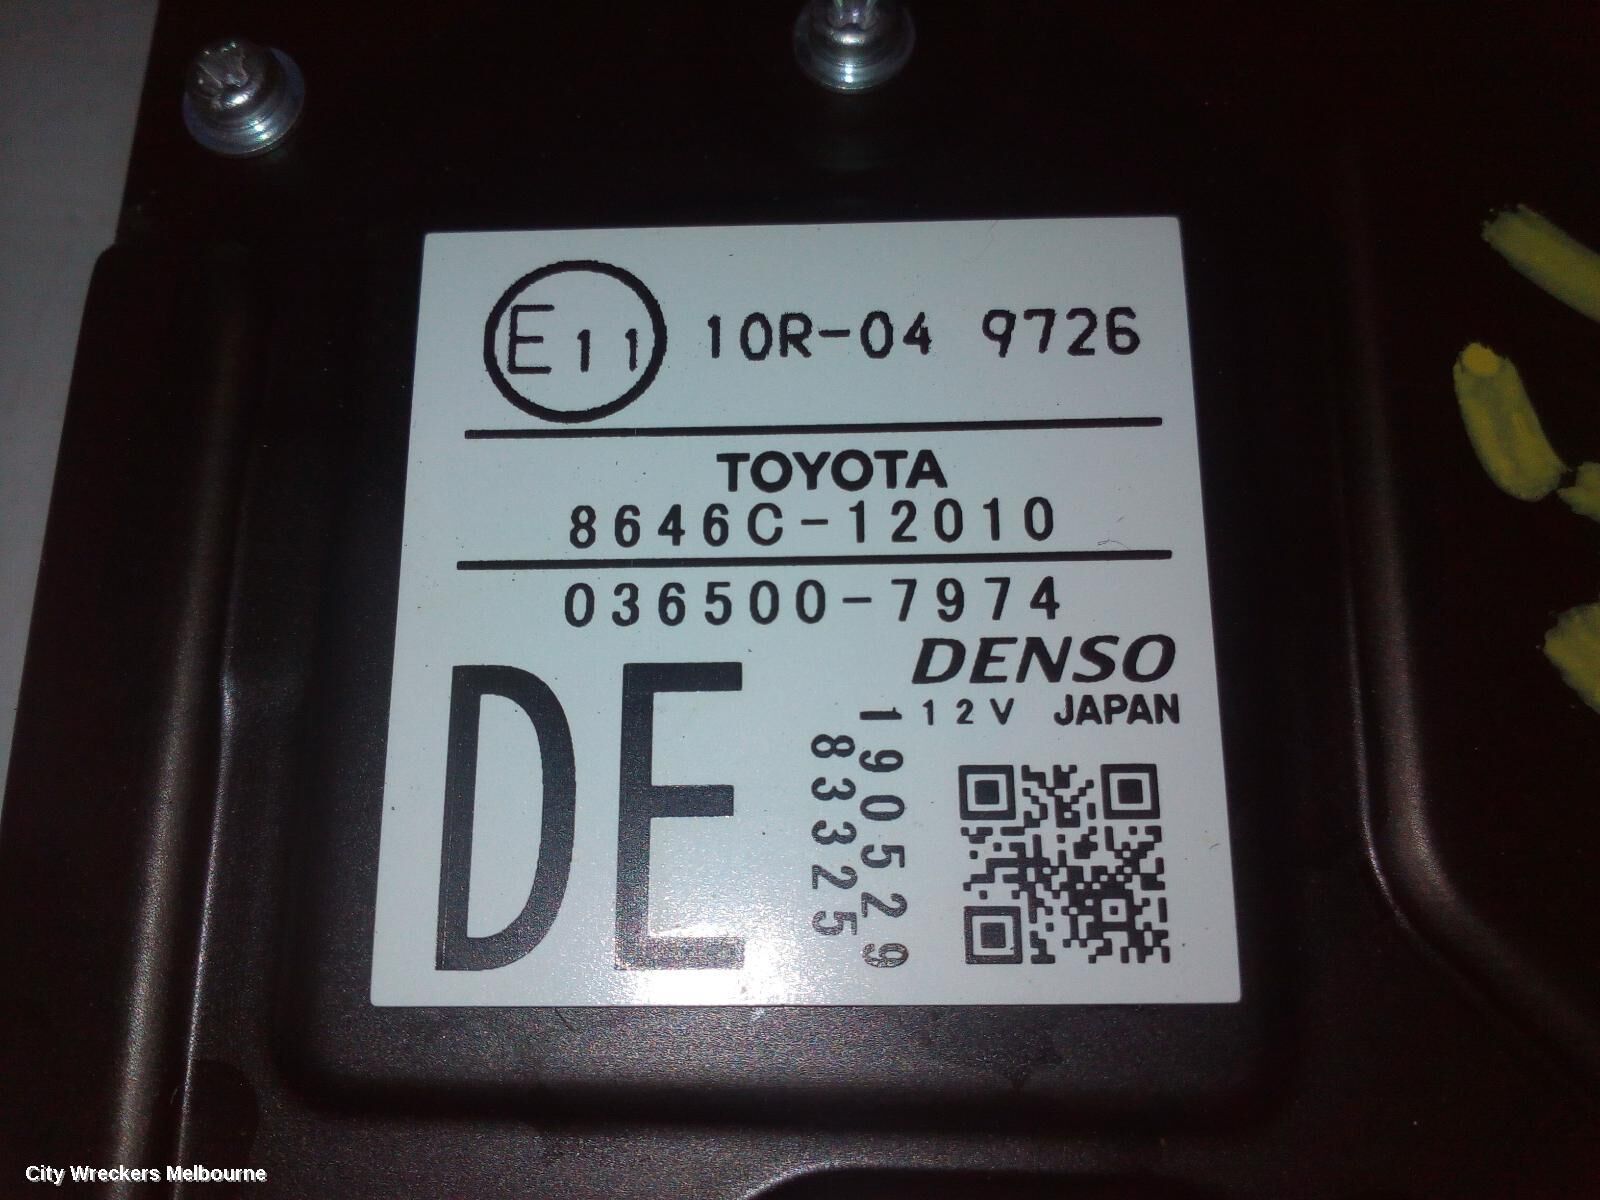 E11 10R-04 9726
TOYOTA
8646C-12010
036500-7974
DENSO
12V JAPAN
DE
190529
83325
City Wreckers Melbourne